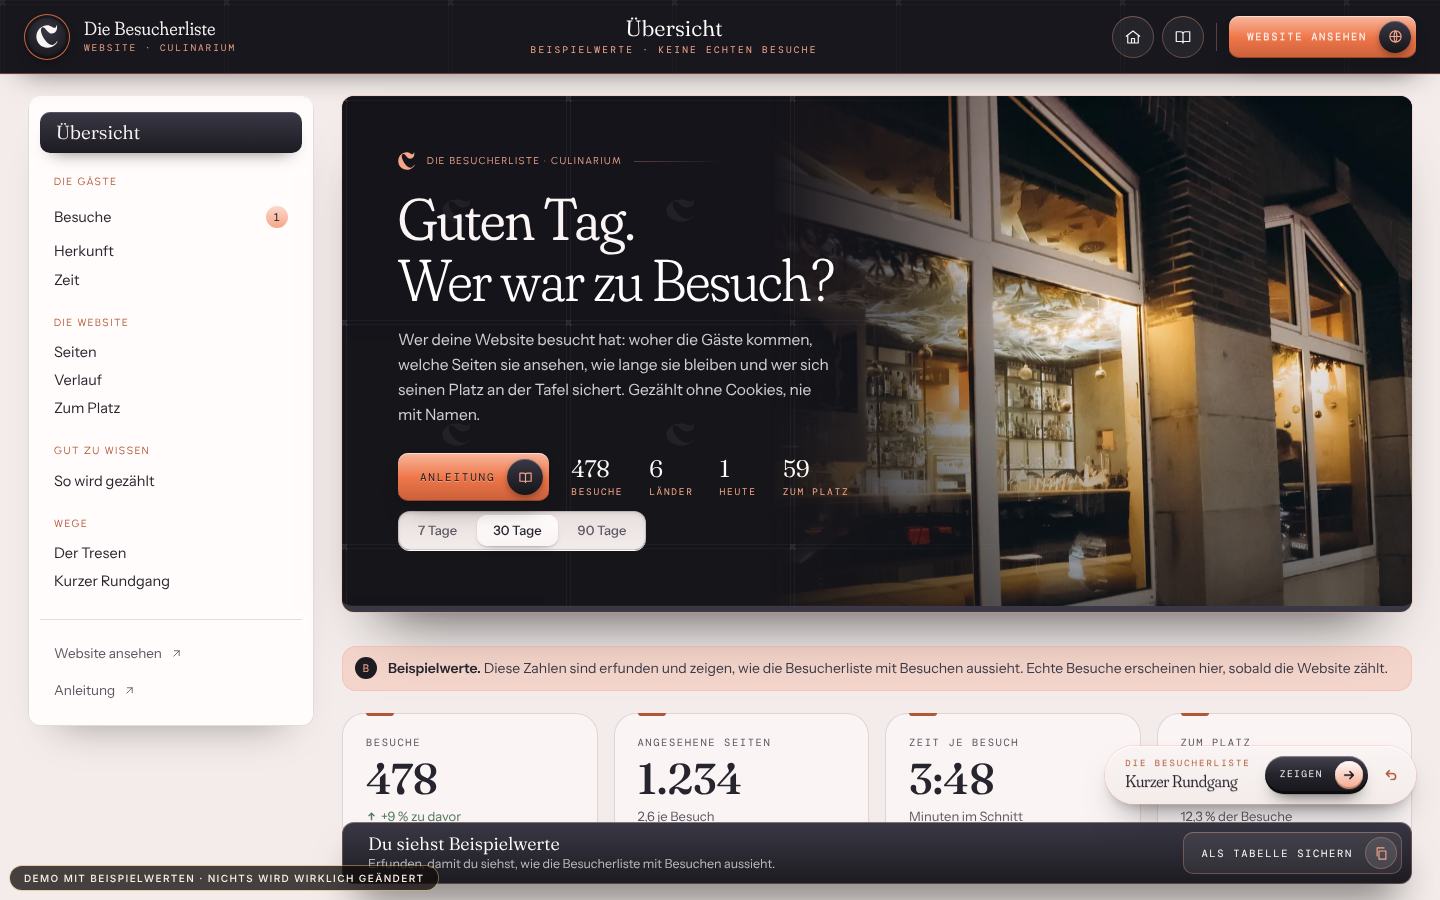 Die Besucherliste
WEBSITE · CULINARIUM
Übersicht
BEISPIELWERTE · KEINE ECHTEN BESUCHE
WEBSITE ANSEHEN
Übersicht
DIE GÄSTE
Besuche
1
Herkunft
Zeit
DIE WEBSITE
Seiten
Verlauf
Zum Platz
GUT ZU WISSEN
So wird gezählt
WEGE
Der Tresen
Kurzer Rundgang
Website ansehen
Anleitung
DIE BESUCHERLISTE · CULINARIUM
Guten Tag.
Wer war zu Besuch?
Wer deine Website besucht hat: woher die Gäste kommen,
welche Seiten sie ansehen, wie lange sie bleiben und wer sich
seinen Platz an der Tafel sichert. Gezählt ohne Cookies, nie
mit Namen.
ANLEITUNG
478 6 1 59
BESUCHE LÄNDER HEUTE ZUM PLATZ
7 Tage 30 Tage 90 Tage
B Beispielwerte. Diese Zahlen sind erfunden und zeigen, wie die Besucherliste mit Besuchen aussieht. Echte Besuche erscheinen hier, sobald die Website zählt.
BESUCHE
478
↑ +9 % zu davor
ANGESEHENE SEITEN
1.234
2,6 je Besuch
ZEIT JE BESUCH
3:48
Minuten im Schnitt
ZUM PLATZ
12,3 % der Besuche
DIE BESUCHERLISTE
Kurzer Rundgang
ZEIGEN
Du siehst Beispielwerte
Erfunden, damit du siehst, wie die Besucherliste mit Besuchen aussieht.
ALS TABELLE SICHERN
DEMO MIT BEISPIELWERTEN · NICHTS WIRD WIRKLICH GEÄNDERT